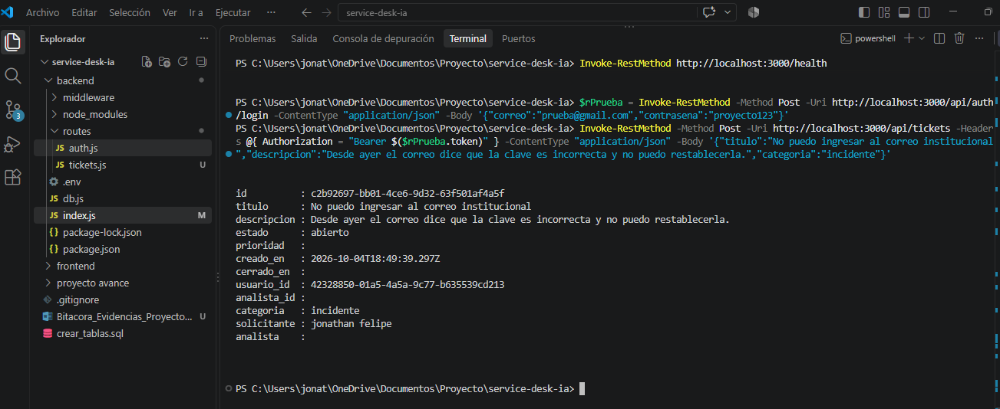 Archivo Editar Selección Ver Ir a Ejecutar ··· service-desk-ia
Explorador ···
service-desk-ia
backend
middleware
node_modules
routes
JS auth.js
JS tickets.js U
.env
JS db.js
JS index.js M
{} package-lock.json
{} package.json
frontend
proyecto avance
.gitignore
Bitacora_Evidencias_Proyecto... U
crear_tablas.sql
3
Problemas Salida Consola de depuración Terminal Puertos powershell
PS C:\Users\jonat\OneDrive\Documentos\Proyecto\service-desk-ia> Invoke-RestMethod http://localhost:3000/health
PS C:\Users\jonat\OneDrive\Documentos\Proyecto\service-desk-ia> $rPrueba = Invoke-RestMethod -Method Post -Uri http://localhost:3000/api/auth
/login -ContentType "application/json" -Body '{"correo":"prueba@gmail.com","contrasena":"proyecto123"}'
PS C:\Users\jonat\OneDrive\Documentos\Proyecto\service-desk-ia> Invoke-RestMethod -Method Post -Uri http://localhost:3000/api/tickets -Header
s @{ Authorization = "Bearer $($rPrueba.token)" } -ContentType "application/json" -Body '{"titulo":"No puedo ingresar al correo institucional
","descripcion":"Desde ayer el correo dice que la clave es incorrecta y no puedo restablecerla.","categoria":"incidente"}'
id : c2b92697-bb01-4ce6-9d32-63f501af4a5f
titulo : No puedo ingresar al correo institucional
descripcion : Desde ayer el correo dice que la clave es incorrecta y no puedo restablecerla.
estado : abierto
prioridad :
creado_en : 2026-10-04T18:49:39.297Z
cerrado_en :
usuario_id : 42328850-01a5-4a5a-9c77-b635539cd213
analista_id :
categoria : incidente
solicitante : jonathan felipe
analista :
PS C:\Users\jonat\OneDrive\Documentos\Proyecto\service-desk-ia>